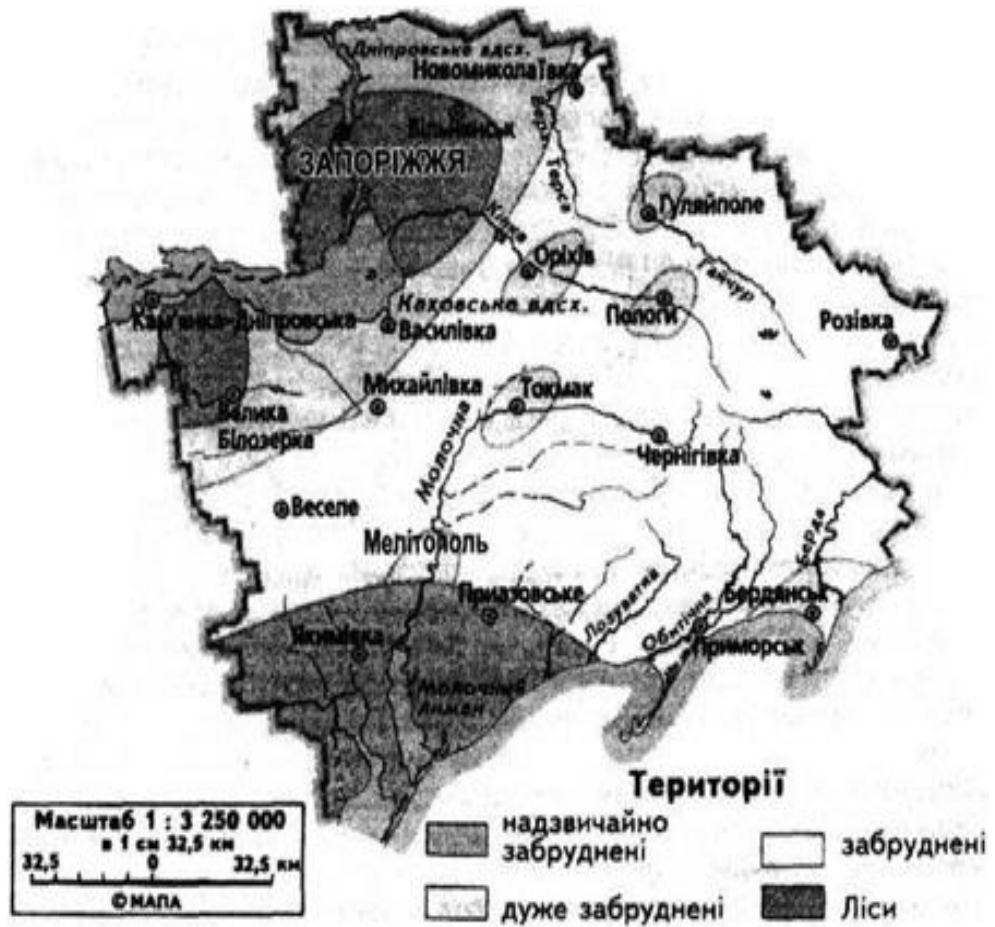 Дніпровське вдсх.
Новомиколаївка
Верх. Терса
Вільнянськ
ЗАПОРІЖЖЯ
Гуляйполе
Конка
Оріхів
Гайчур
Каховське вдсх.
Кам'янка-Дніпровська
Василівка
Пологи
Розівка
Михайлівка
Токмак
Велика
Білозерка
Молочна
Чернігівка
Веселе
Мелітополь
Берда
Приазовське
Лозуватий
Обитічна
Бердянськ
Якимівка
Приморськ
Молочний
лиман
Території
Масштаб 1 : 3 250 000
в 1 см 32,5 км
32,5 0 32,5 км
©МАПА
надзвичайно
забруднені
забруднені
дуже забруднені
Ліси